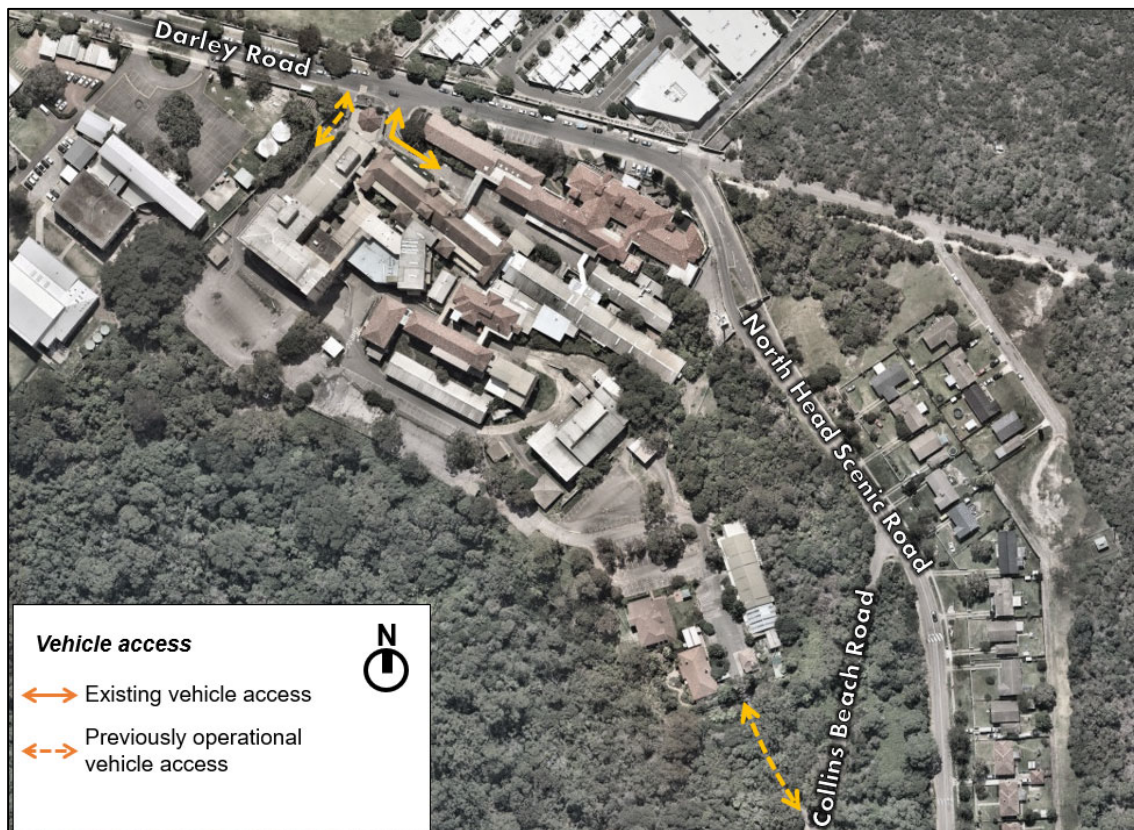 Darley Road
North Head Scenic Road
Collins Beach Road
Vehicle access
N
Existing vehicle access
Previously operational
vehicle access